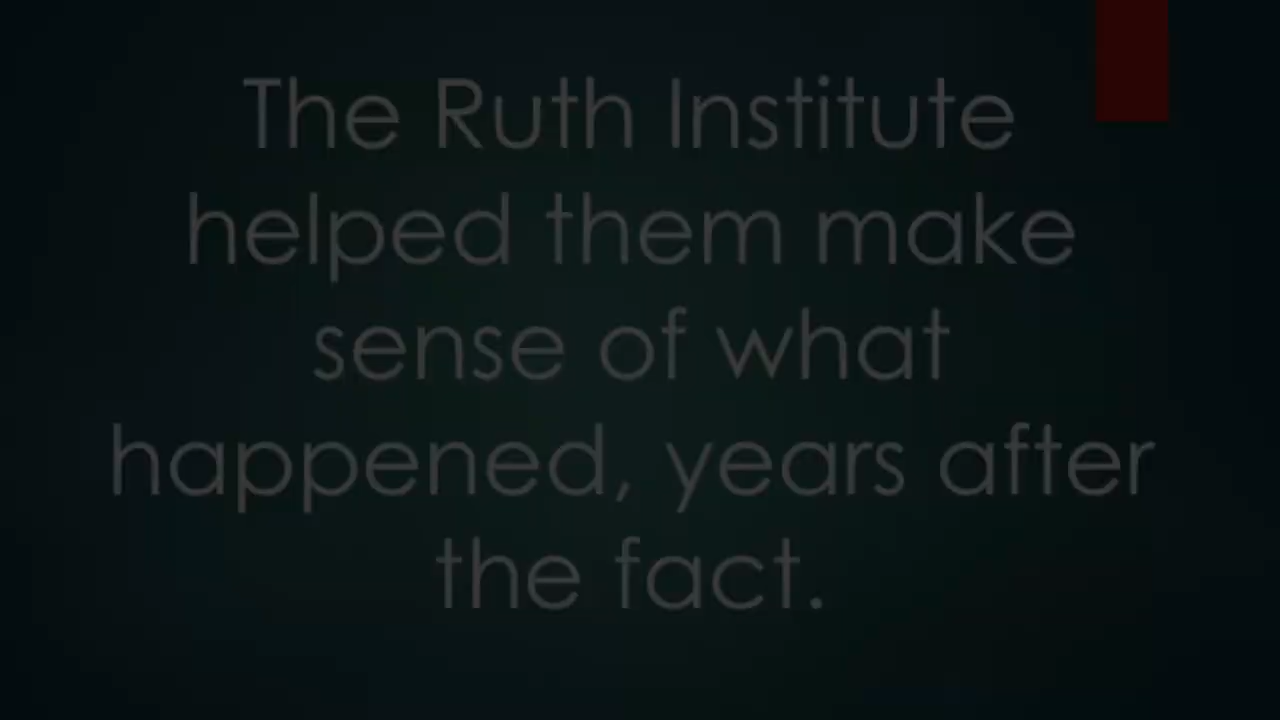 The Ruth Institute
helped them make
sense of what
happened, years after
the fact.